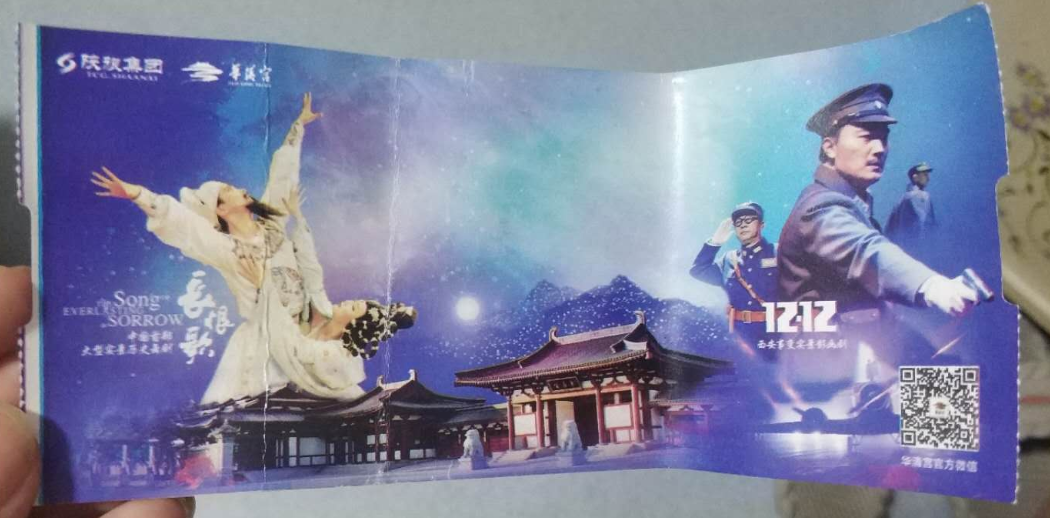 陕旅集团
TCG. SHAANXI
华清宫
the Song
EVERLASTING
of SORROW
长恨歌
中国首部
大型实景历史舞剧
12·12
西安事变实景影画剧
华清宫官方微信